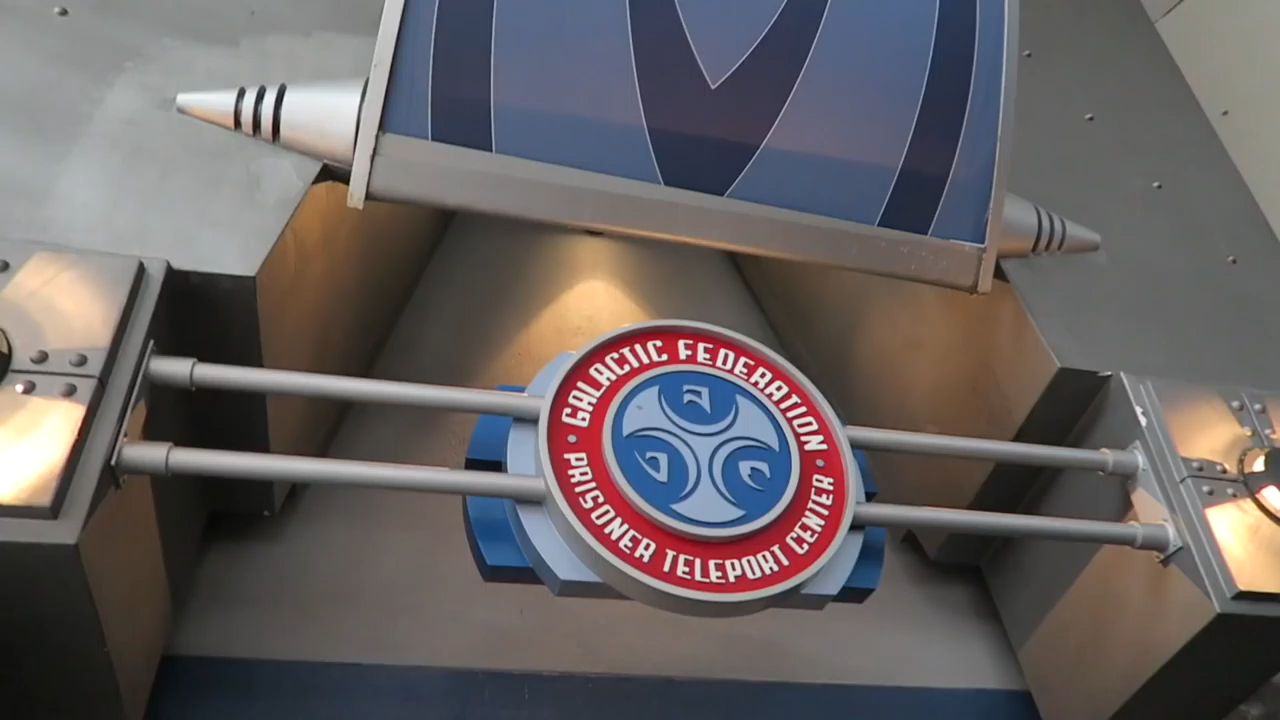 GALACTIC FEDERATION
• PRISONER TELEPORT CENTER •